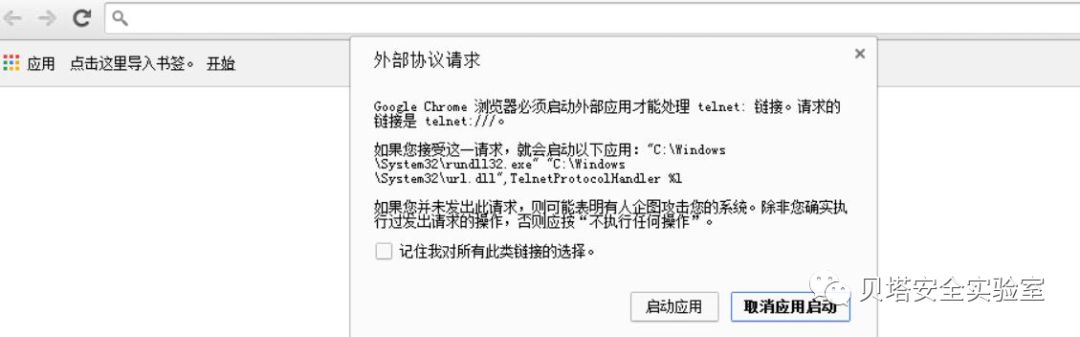 应用 点击这里导入书签。 开始
外部协议请求
Google Chrome 浏览器必须启动外部应用才能处理 telnet: 链接。请求的
链接是 telnet:///。
如果您接受这一请求，就会启动以下应用："C:\Windows
\System32\rundll32.exe" "C:\Windows
\System32\url.dll",TelnetProtocolHandler %l
如果您并未发出此请求，则可能表明有人企图攻击您的系统。除非您确实执
行过发出请求的操作，否则应按“不执行任何操作”。
记住我对所有此类链接的选择。
启动应用 取消应用启动
贝塔安全实验室